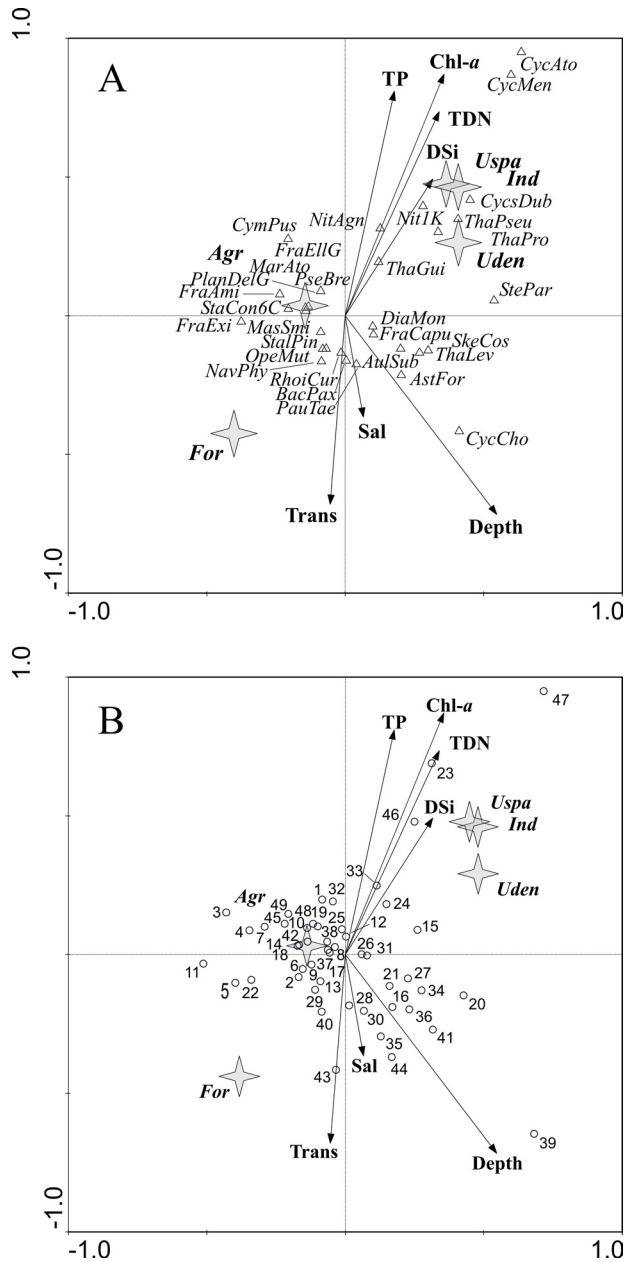 1.0
A
Chl-a
CycAto
TP
CycMen
TDN
DSi
Uspa
Ind
NitAgn
Nit1K
CycsDub
CymPus
ThaPseu
FraEllG
ThaPro
Agr
MarAto
Uden
PlanDelG
PseBre
ThaGui
FraAmi
StePar
StaCon6C
DiaMon
FraExi
MasSmi
FraCapu
StalPin
SkeCos
OpeMut
AulSub
ThaLev
NavPhy
RhoiCur
AstFor
BacPax
PauTae
Sal
CycCho
For
Trans
Depth
-1.0
-1.0
1.0
1.0
B
Chl-a
47
TP
TDN
23
46
DSi
Uspa
Ind
33
Uden
Agr
1
32
24
12
3
49
48
19
25
15
4
45
10
7
42
38
26
31
14
18
8
11
6
37
17
27
5
22
2
9
13
21
34
20
29
28
16
36
40
30
41
35
Sal
44
43
For
Trans
Depth
39
-1.0
-1.0
1.0